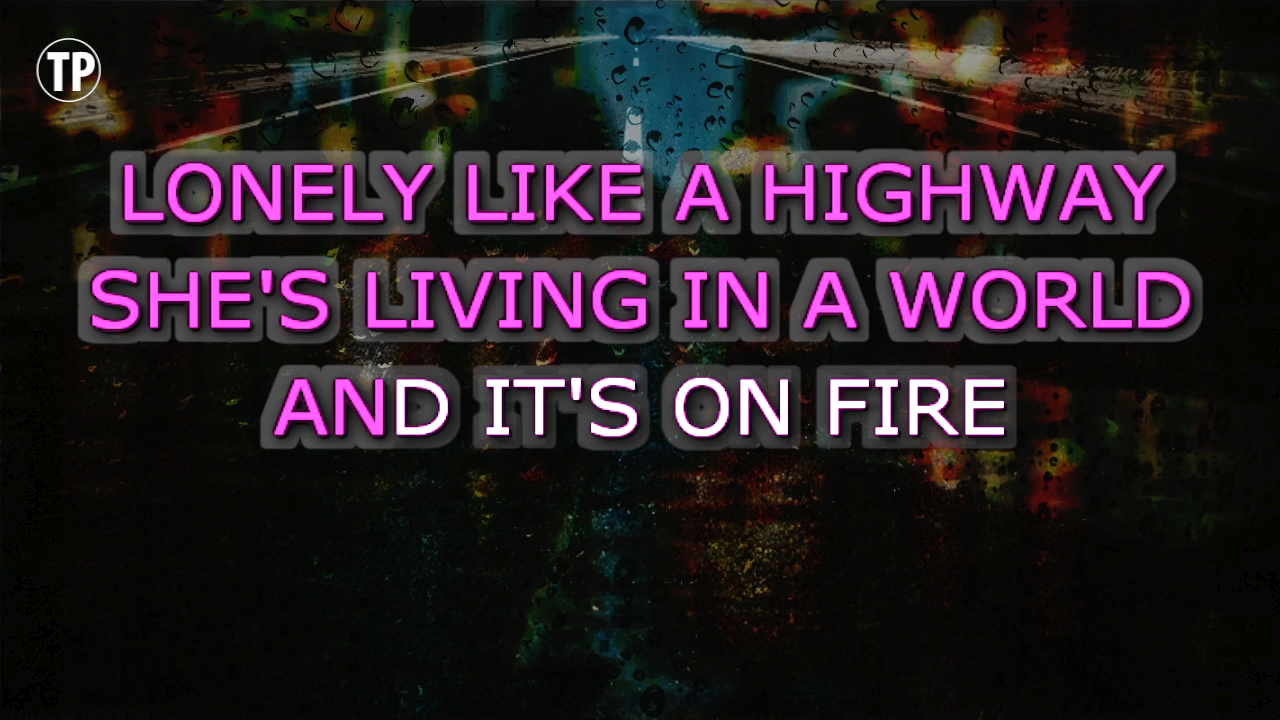 TP
LONELY LIKE A HIGHWAY
SHE'S LIVING IN A WORLD
AND IT'S ON FIRE